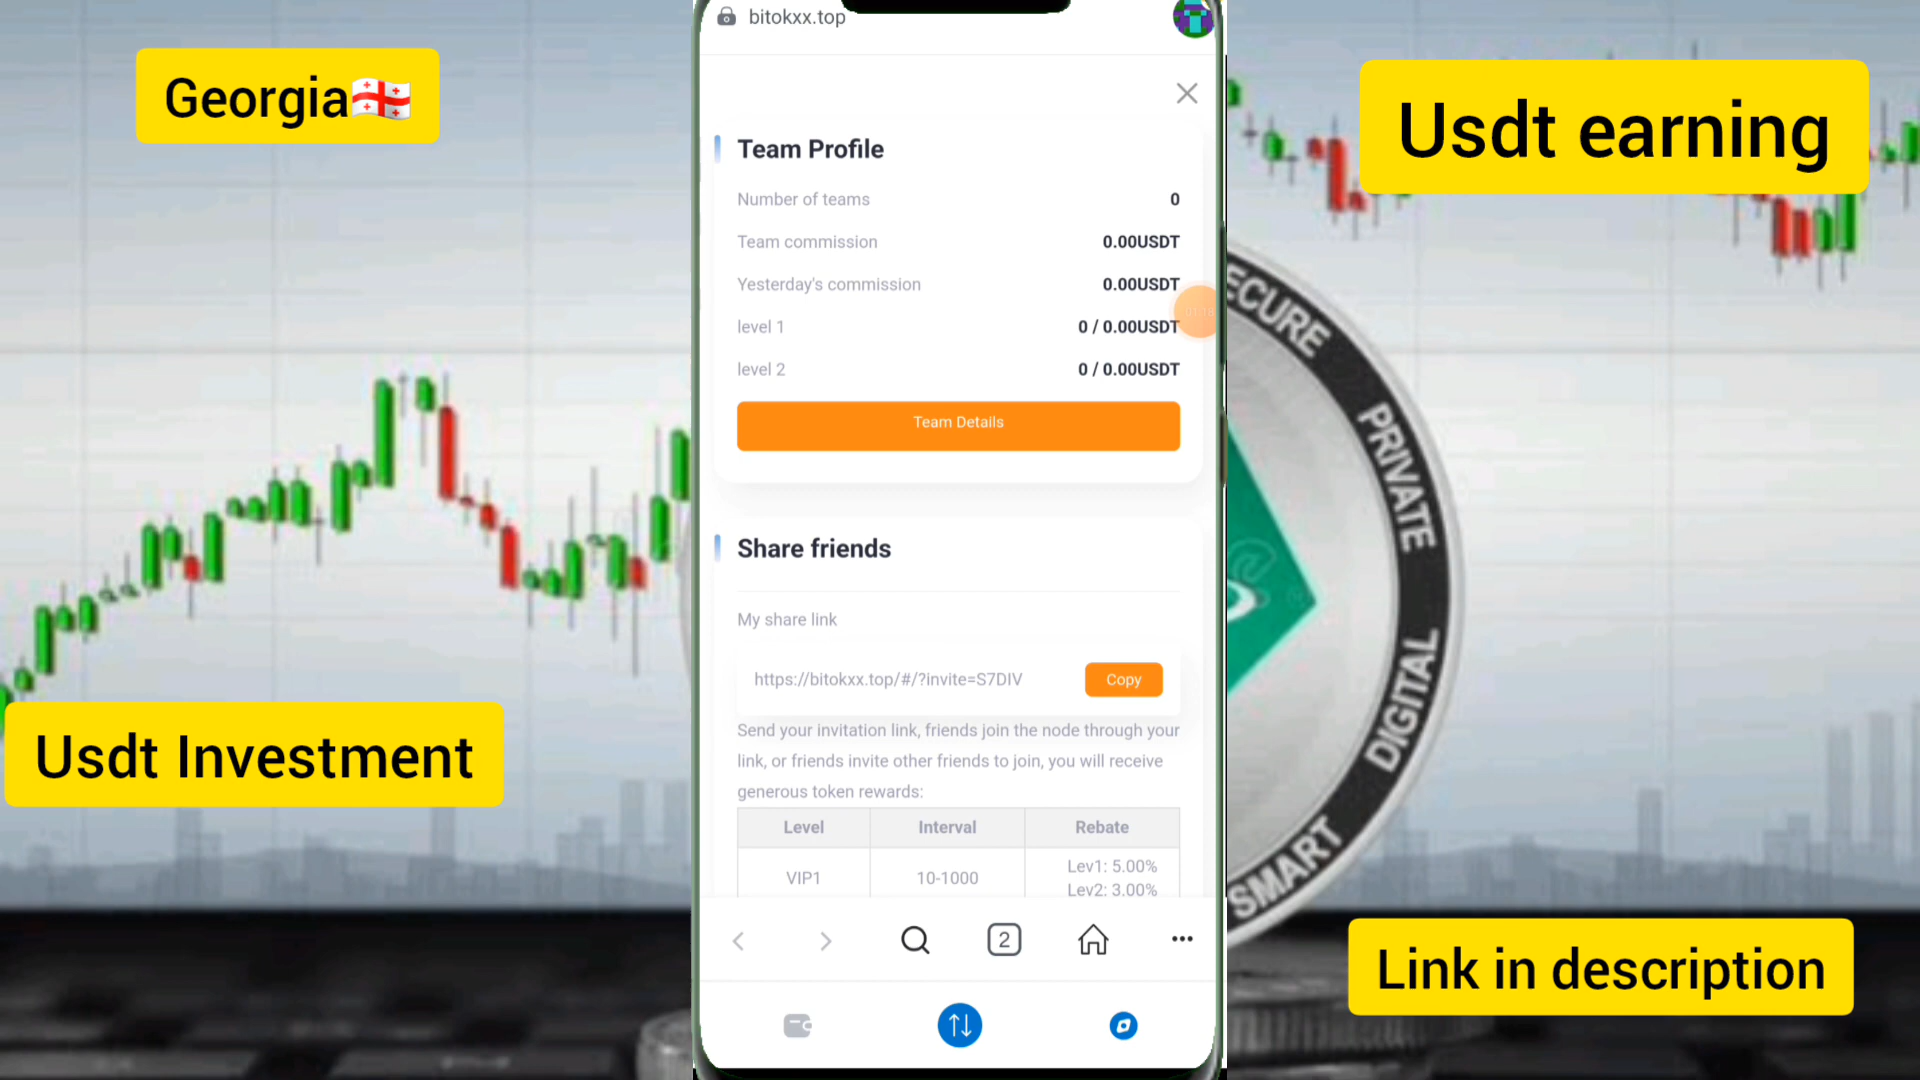 Georgia🇬🇪
Usdt Investment
bitokxx.top
Team Profile
Number of teams 0
Team commission 0.00USDT
Yesterday's commission 0.00USDT
level 1 0 / 0.00USDT
level 2 0 / 0.00USDT
Team Details
Share friends
My share link
https://bitokxx.top/#/?invite=S7DIV
Copy
Send your invitation link, friends join the node through your
link, or friends invite other friends to join, you will receive
generous token rewards:
Level Interval Rebate
VIP1 10-1000 Lev1: 5.00%
Lev2: 3.00%
2
Usdt earning
PRIVATE
DIGITAL
SMART
Link in description